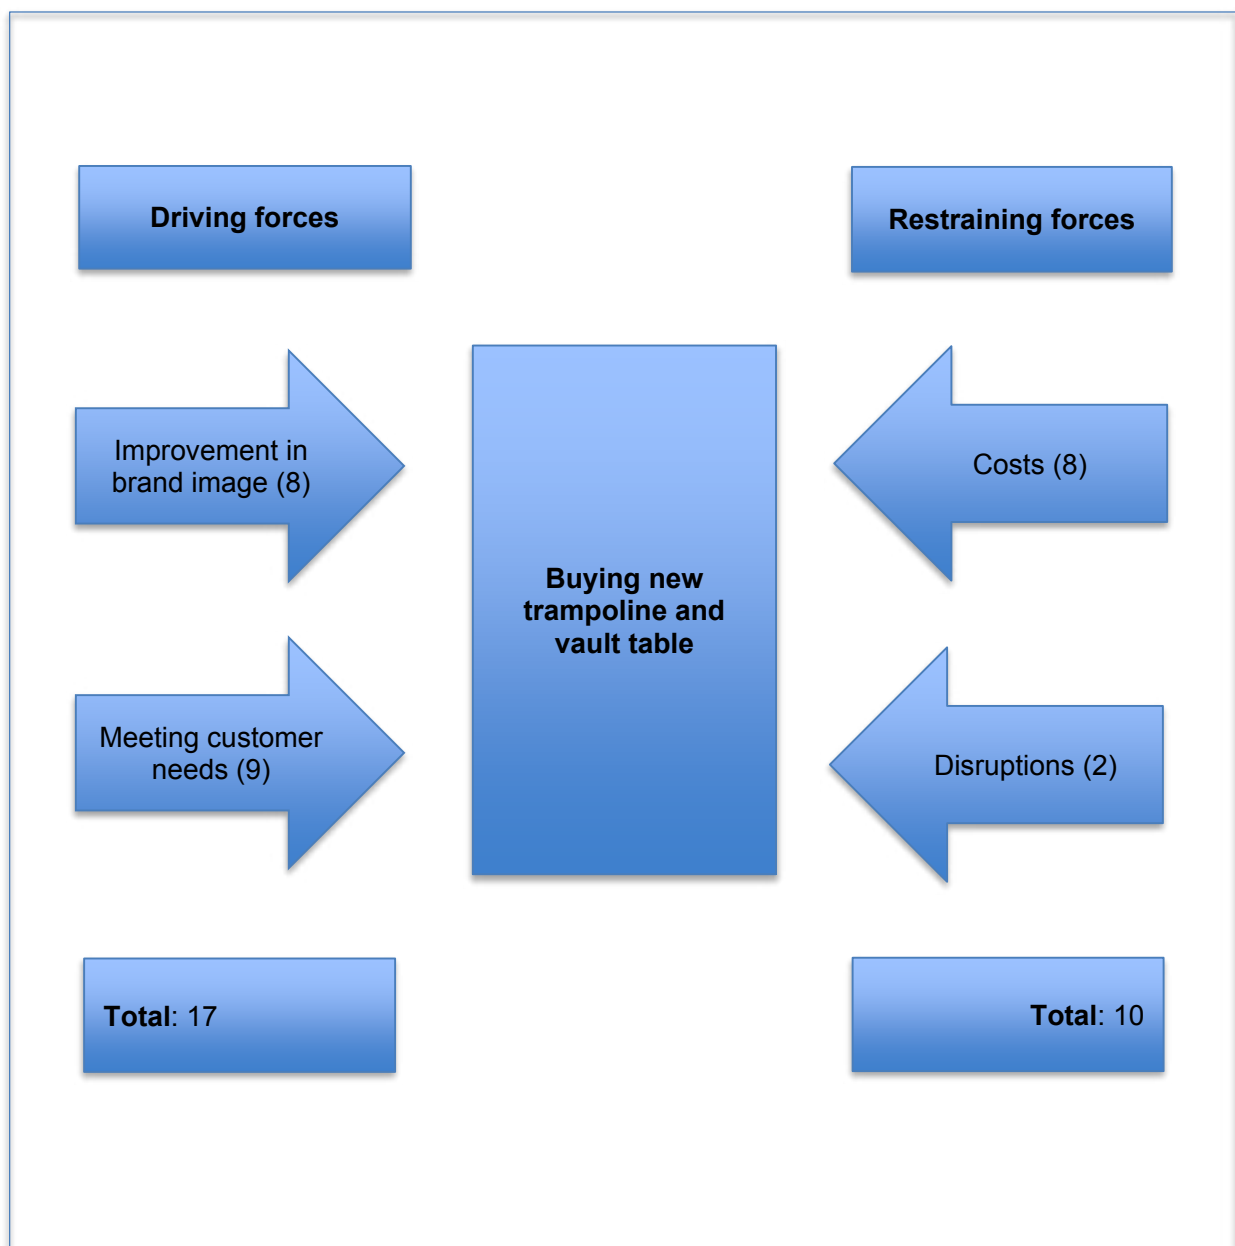 Driving forces
Restraining forces
Improvement in
brand image (8)
Costs (8)
Buying new
trampoline and
vault table
Meeting customer
needs (9)
Disruptions (2)
Total: 17
Total: 10